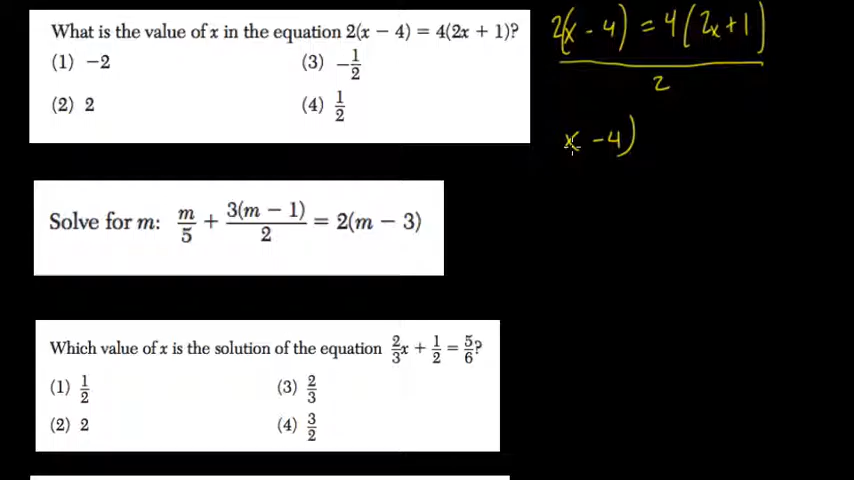 What is the value of x in the equation 2(x − 4) = 4(2x + 1)?
(1) −2
(3) −1/2
(2) 2
(4) 1/2
2(x - 4) = 4(2x+1)
2
x -4)
Solve for m: m/5 + 3(m − 1)/2 = 2(m − 3)
Which value of x is the solution of the equation 2/3x + 1/2 = 5/6?
(1) 1/2
(3) 2/3
(2) 2
(4) 3/2